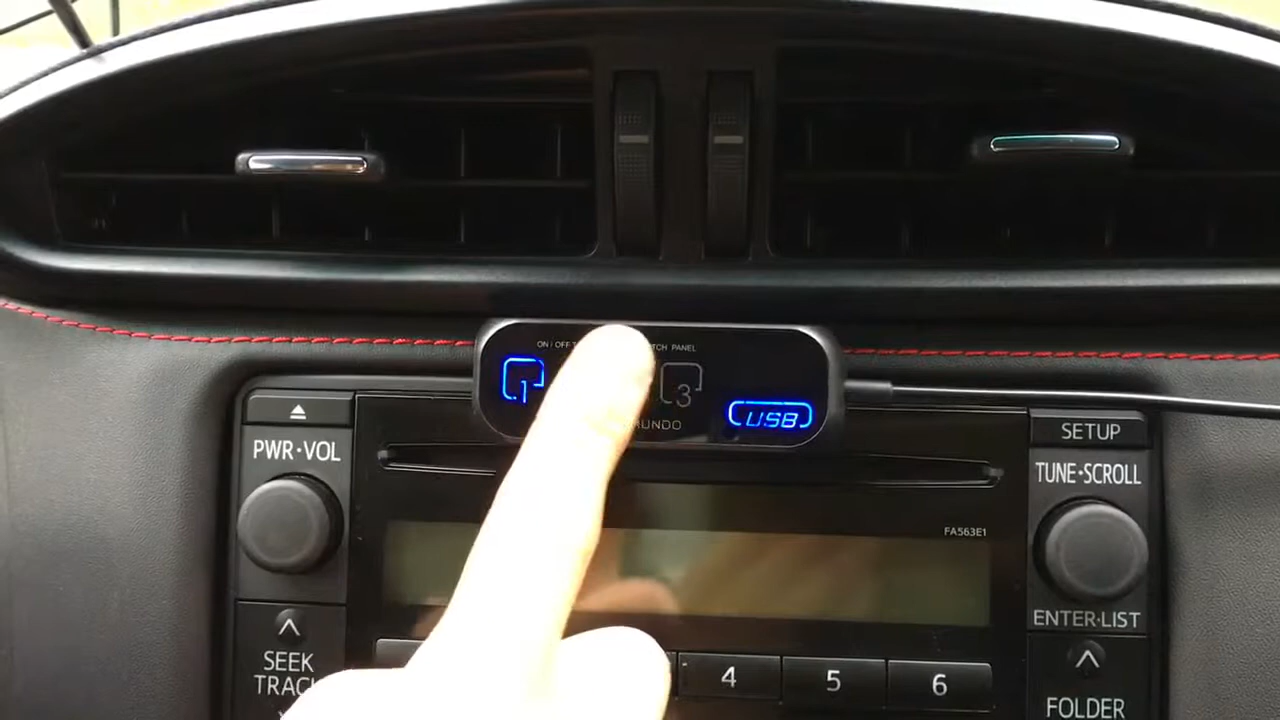 ON / OFF
PANEL
1
3
USB
SETUP
PWR·VOL
TUNE·SCROLL
FA563E1
ENTER·LIST
SEEK
4
5
6
FOLDER